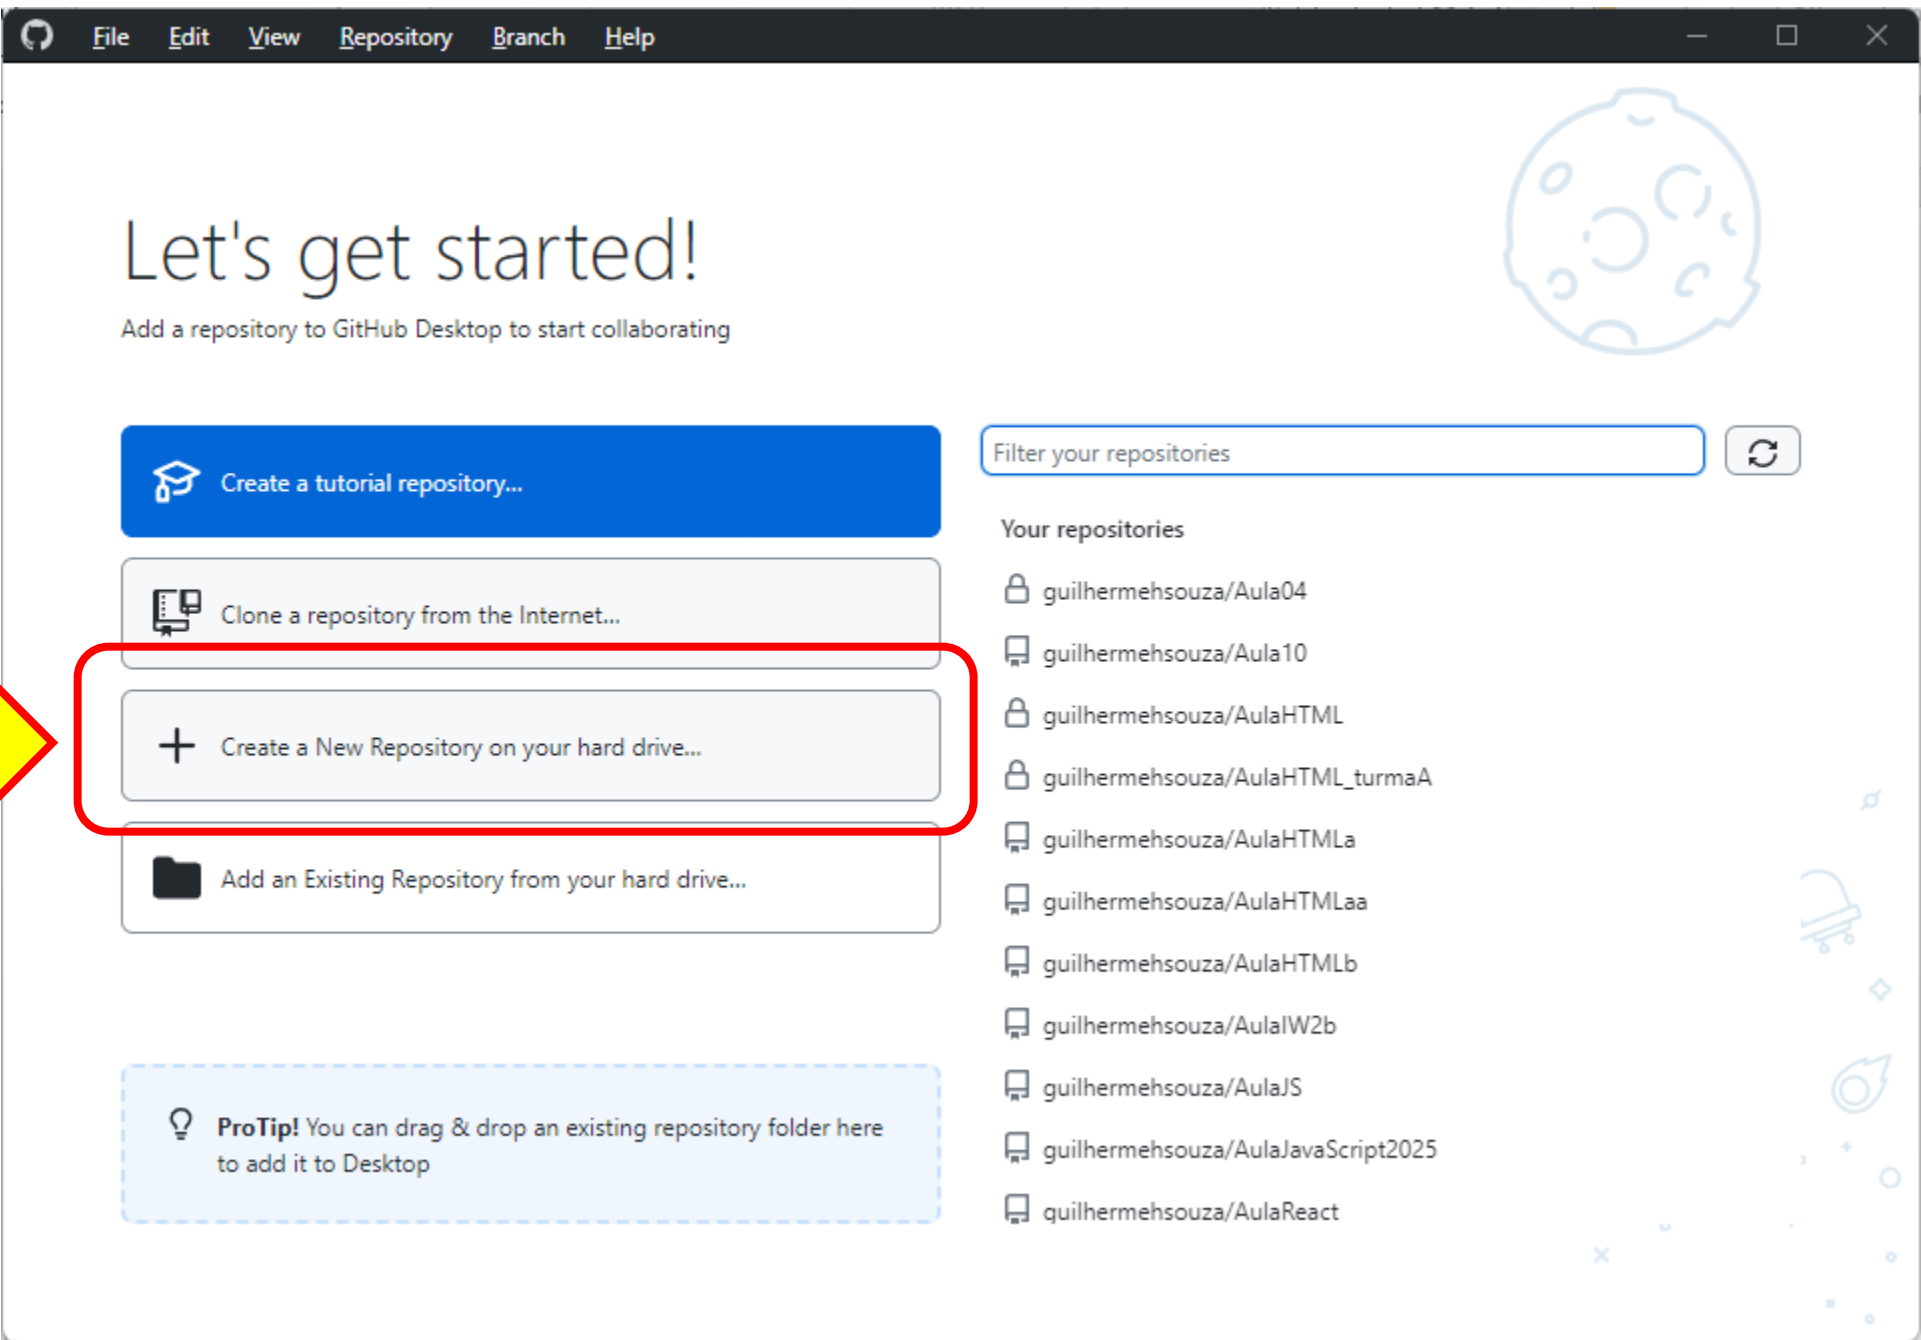 File Edit View Repository Branch Help
Let's get started!
Add a repository to GitHub Desktop to start collaborating
Create a tutorial repository...
Clone a repository from the Internet...
Create a New Repository on your hard drive...
Add an Existing Repository from your hard drive...
ProTip! You can drag & drop an existing repository folder here
to add it to Desktop
Filter your repositories
Your repositories
guilhermehsouza/Aula04
guilhermehsouza/Aula10
guilhermehsouza/AulaHTML
guilhermehsouza/AulaHTML_turmaA
guilhermehsouza/AulaHTMLa
guilhermehsouza/AulaHTMLaa
guilhermehsouza/AulaHTMLb
guilhermehsouza/AulaIW2b
guilhermehsouza/AulaJS
guilhermehsouza/AulaJavaScript2025
guilhermehsouza/AulaReact